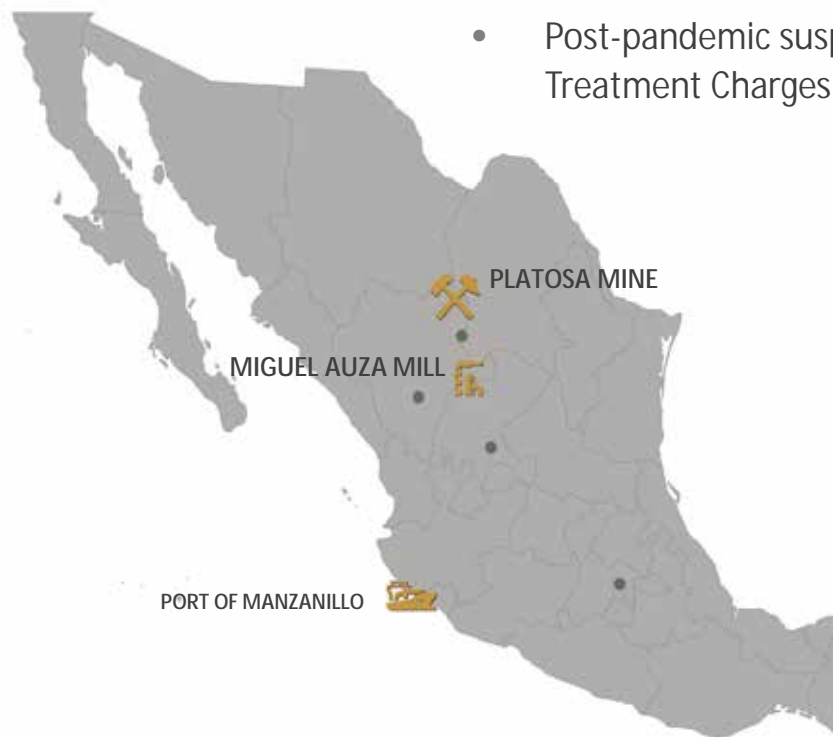 • Post-pandemic susp
Treatment Charges
PLATOSA MINE
MIGUEL AUZA MILL
PORT OF MANZANILLO